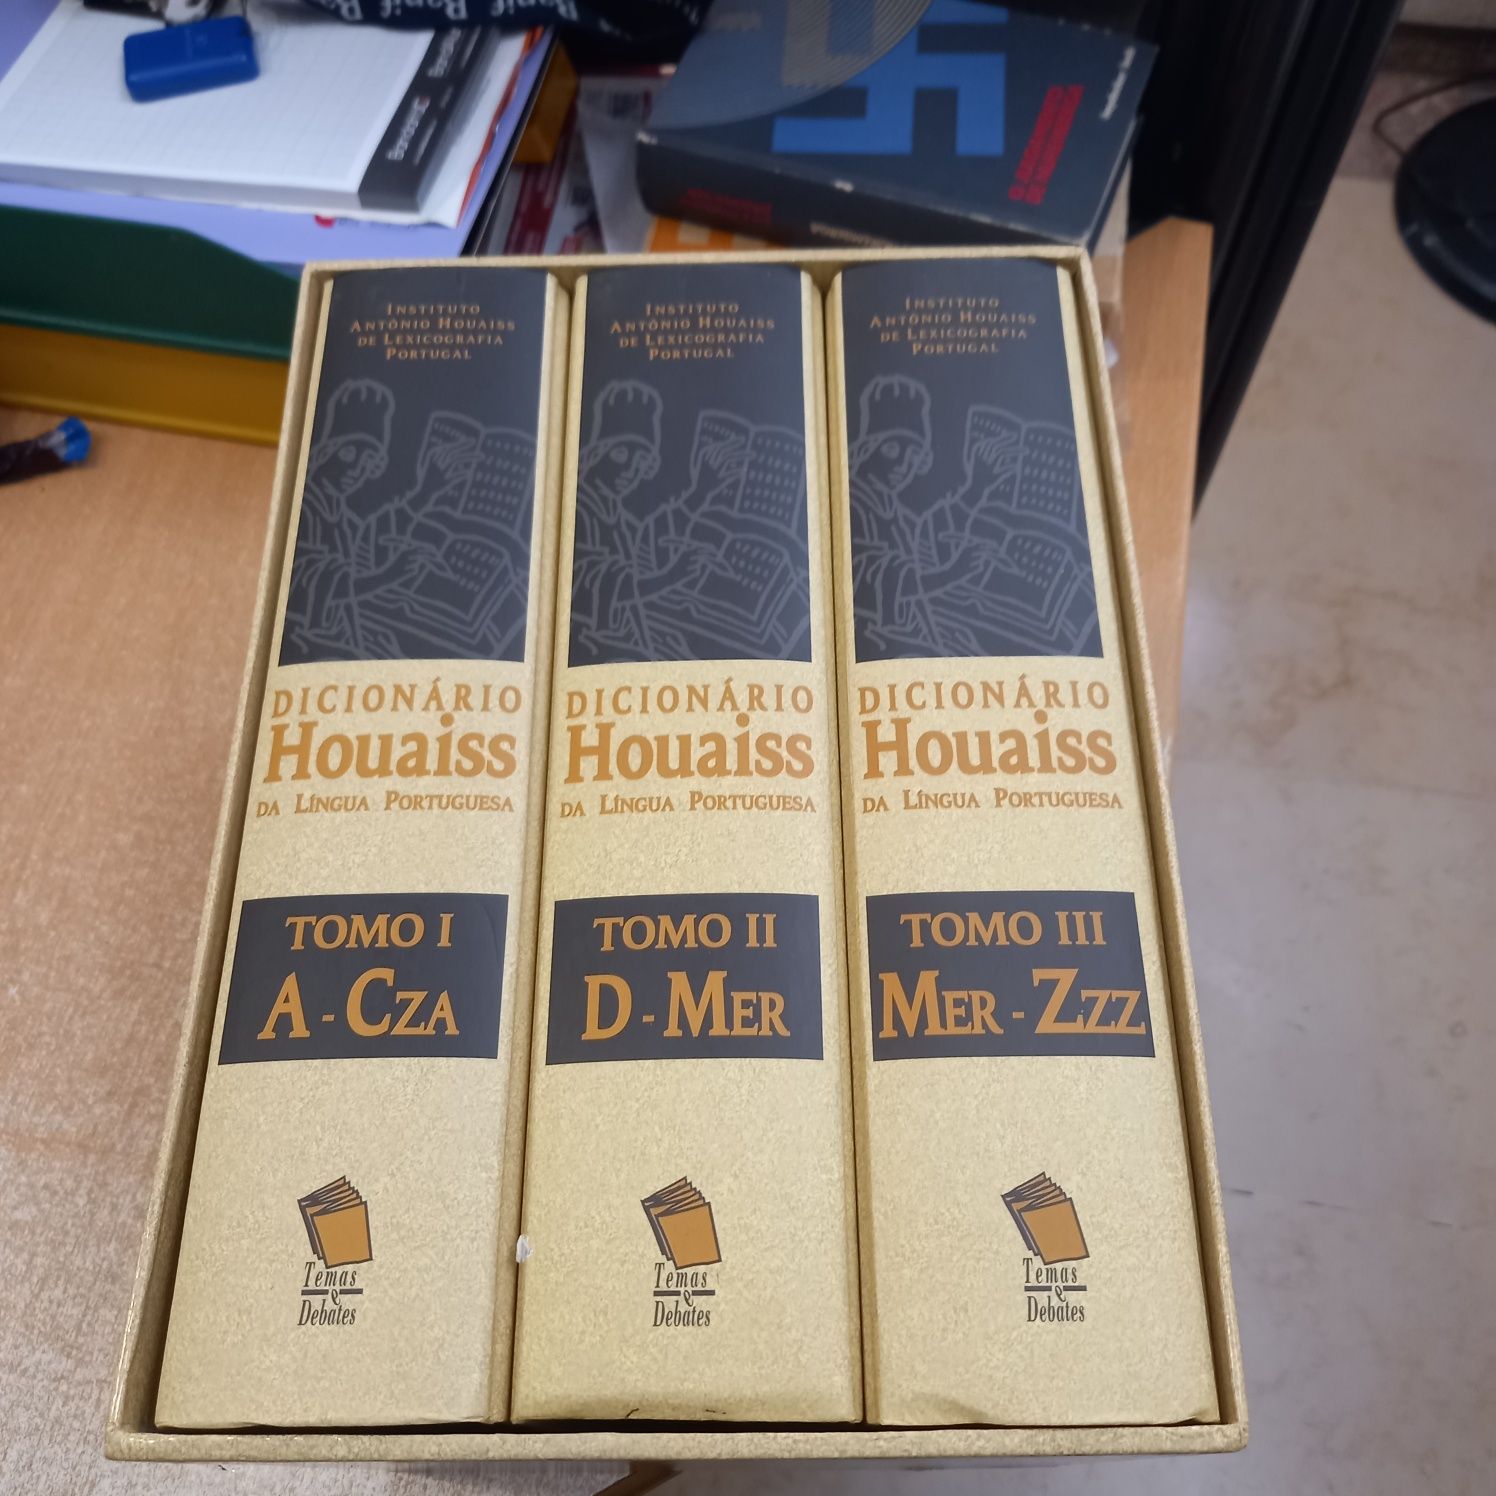 INSTITUTO
ANTÔNIO HOUAISS
DE LEXICOGRAFIA
PORTUGAL
DICIONÁRIO
Houaiss
DA LÍNGUA PORTUGUESA
TOMO I
A - CZA
Temas
e
Debates
INSTITUTO
ANTÔNIO HOUAISS
DE LEXICOGRAFIA
PORTUGAL
DICIONÁRIO
Houaiss
DA LÍNGUA PORTUGUESA
TOMO II
D - MER
Temas
e
Debates
INSTITUTO
ANTÔNIO HOUAISS
DE LEXICOGRAFIA
PORTUGAL
DICIONÁRIO
Houaiss
DA LÍNGUA PORTUGUESA
TOMO III
MER - ZZZ
Temas
e
Debates